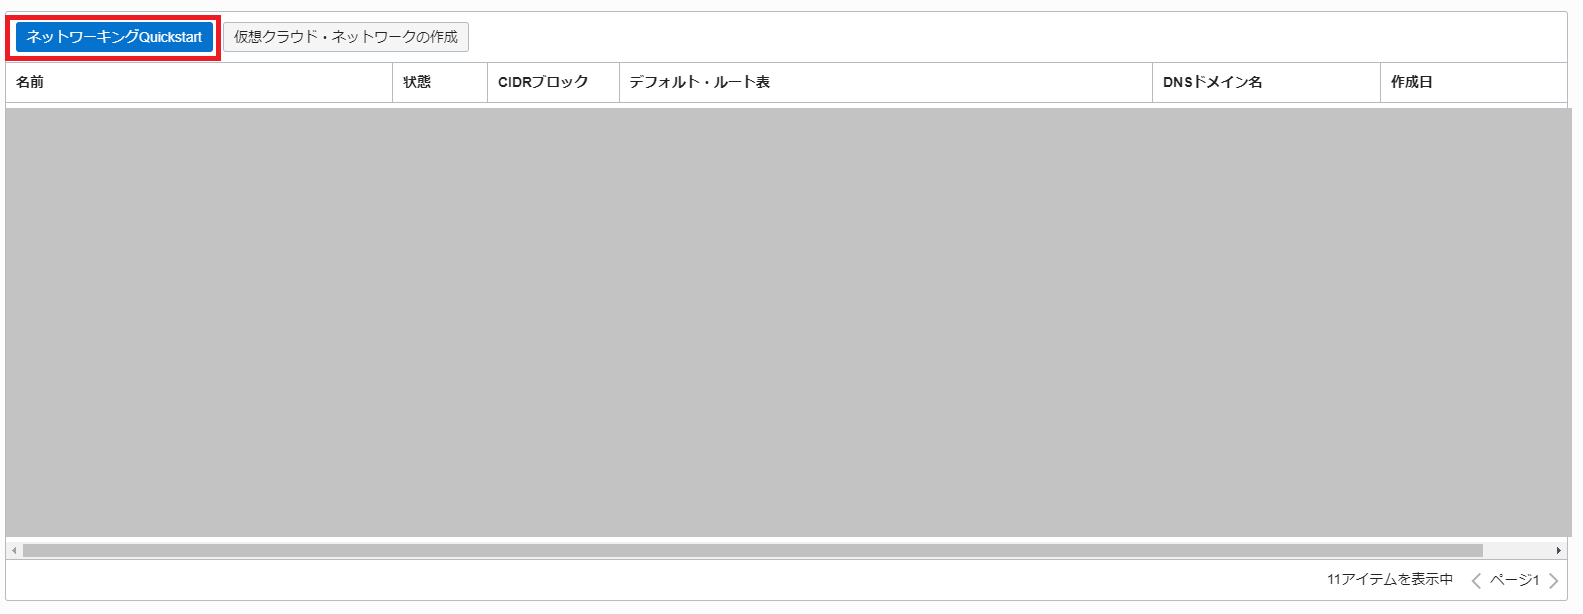 ネットワーキングQuickstart 仮想クラウド・ネットワークの作成
名前 状態 CIDRブロック デフォルト・ルート表 DNSドメイン名 作成日
11アイテムを表示中 ページ1